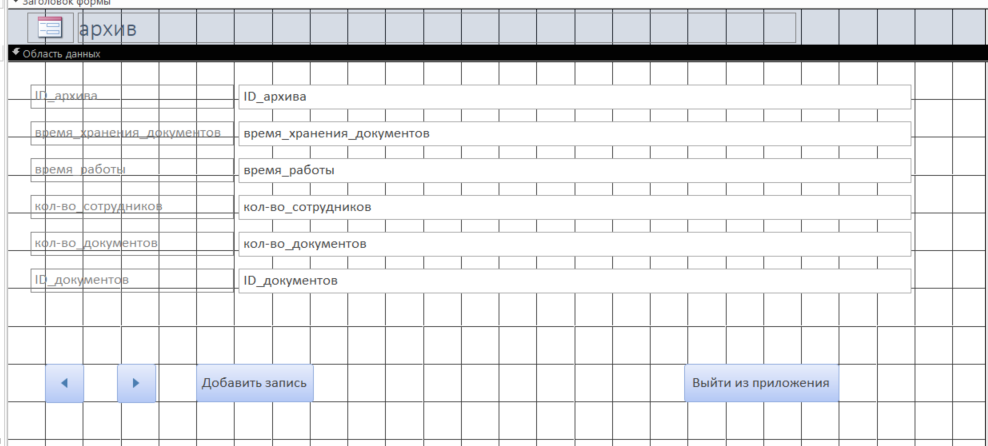 Заголовок формы
архив
Область данных
ID_архива ID_архива
время_хранения_документов время_хранения_документов
время_работы время_работы
кол-во_сотрудников кол-во_сотрудников
кол-во_документов кол-во_документов
ID_документов ID_документов
Добавить запись Выйти из приложения